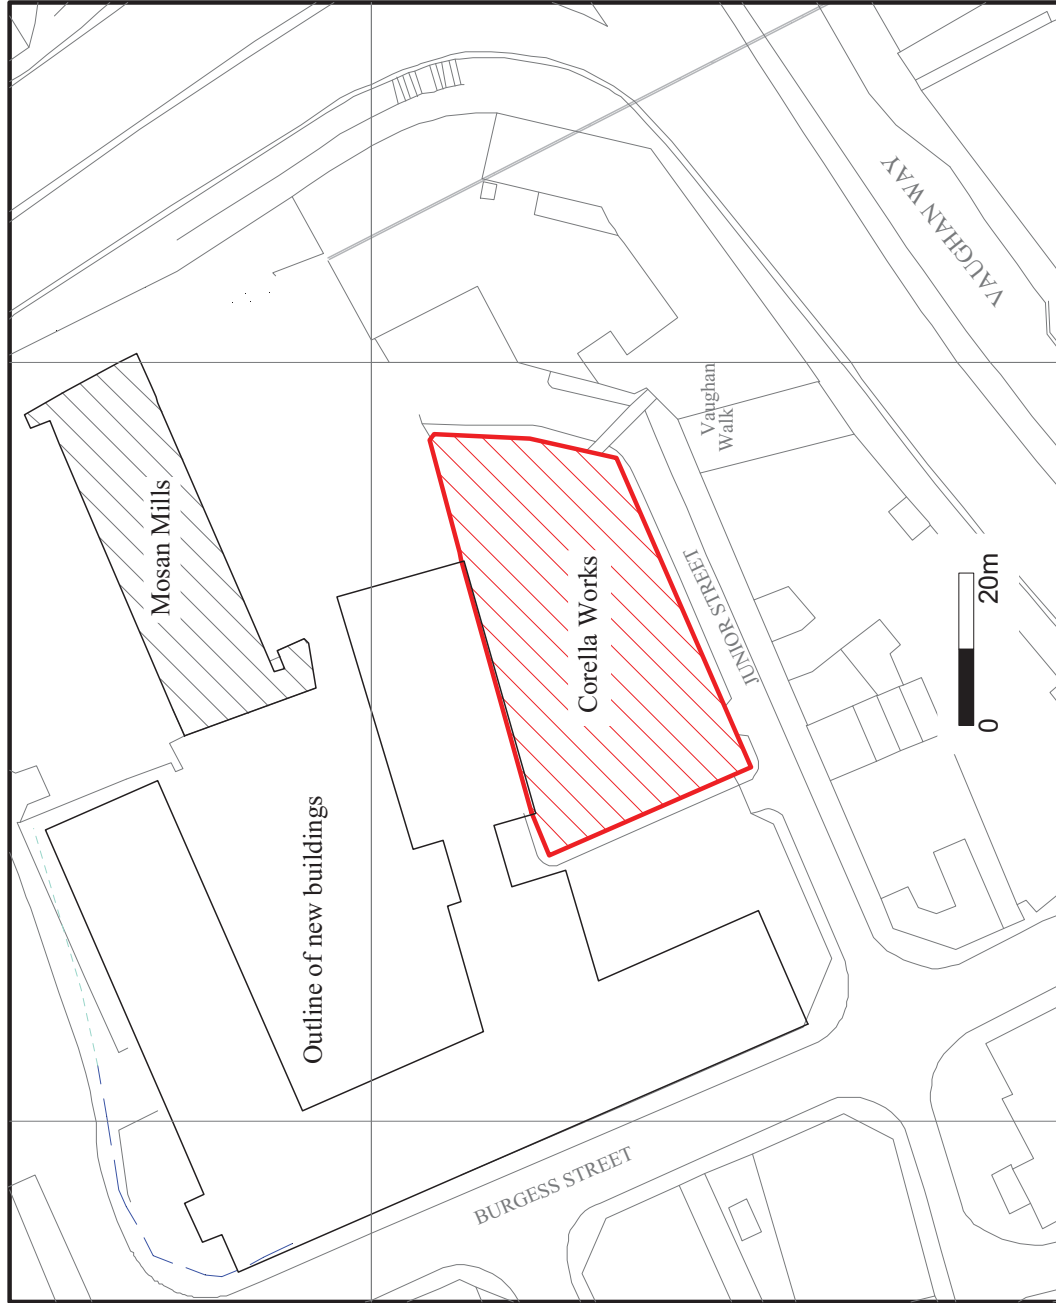 Mosan Mills
Outline of new buildings
Corella Works
VAUGHAN WAY
Vaughan
Walk
JUNIOR STREET
BURGESS STREET
0
20m